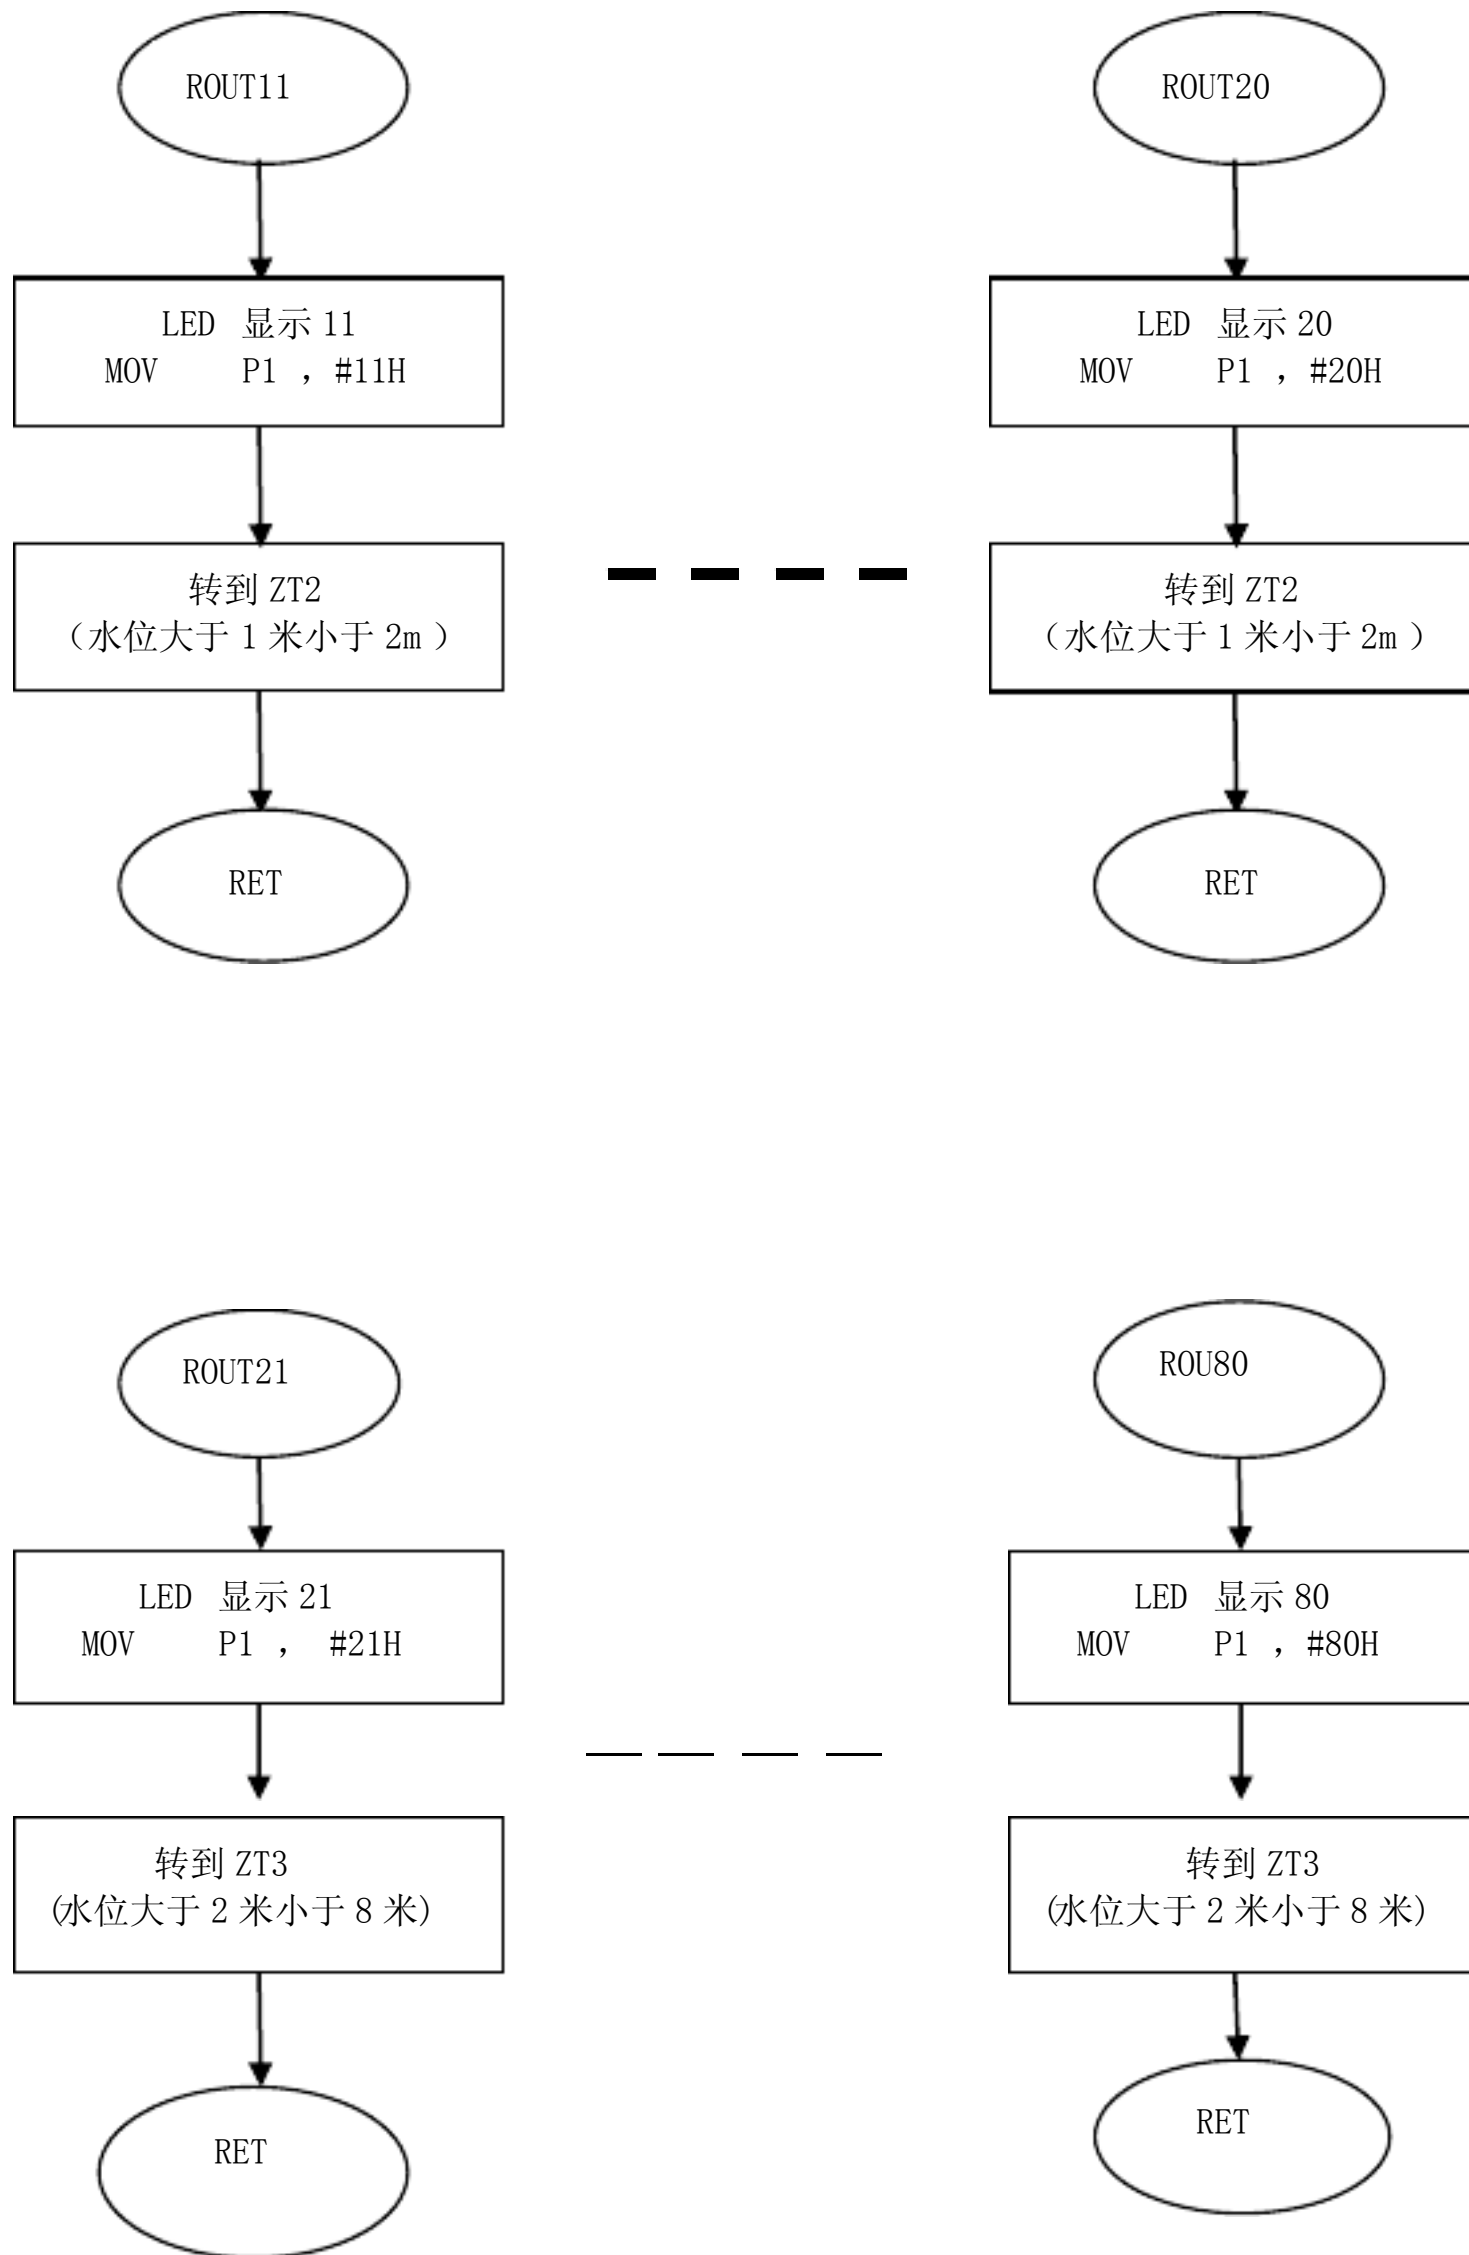 ROUT11
LED 显示 11
MOV P1 ，#11H
转到 ZT2
（水位大于 1 米小于 2m ）
RET
ROUT20
LED 显示 20
MOV P1 ，#20H
转到 ZT2
（水位大于 1 米小于 2m ）
RET
ROUT21
LED 显示 21
MOV P1 ， #21H
转到 ZT3
(水位大于 2 米小于 8 米)
RET
ROU80
LED 显示 80
MOV P1 ，#80H
转到 ZT3
(水位大于 2 米小于 8 米)
RET